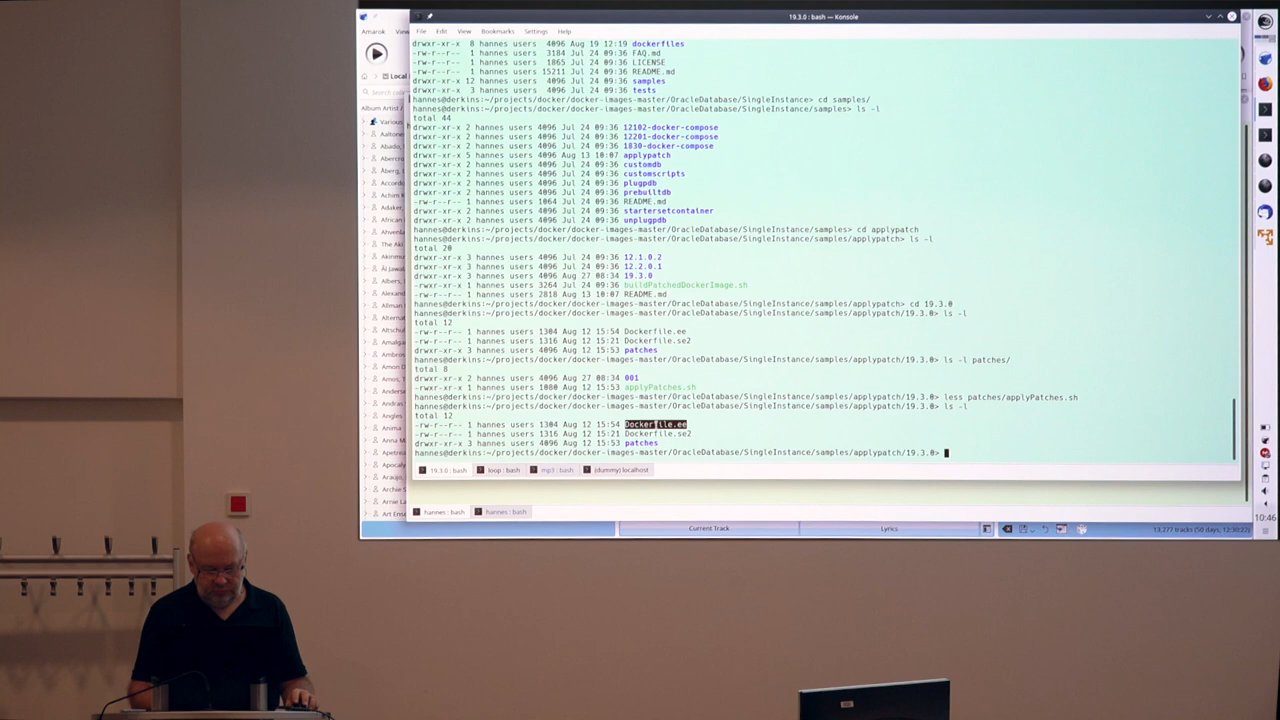 19.3.0 : bash — Konsole
Amarok
File Edit View Bookmarks Settings Help
drwxr-xr-x 8 hannes users 4096 Aug 19 12:19 dockerfiles
-rw-r--r-- 1 hannes users 3184 Jul 24 09:36 FAQ.md
-rw-r--r-- 1 hannes users 1865 Jul 24 09:36 LICENSE
-rw-r--r-- 1 hannes users 15211 Jul 24 09:36 README.md
drwxr-xr-x 12 hannes users 4096 Jul 24 09:36 samples
drwxr-xr-x 3 hannes users 4096 Jul 24 09:36 tests
hannes@derkins:~/projects/docker/docker-images-master/OracleDatabase/SingleInstance> cd samples/
hannes@derkins:~/projects/docker/docker-images-master/OracleDatabase/SingleInstance/samples> ls -l
total 44
drwxr-xr-x 2 hannes users 4096 Jul 24 09:36 12102-docker-compose
drwxr-xr-x 2 hannes users 4096 Jul 24 09:36 12201-docker-compose
drwxr-xr-x 2 hannes users 4096 Jul 24 09:36 1830-docker-compose
drwxr-xr-x 5 hannes users 4096 Aug 13 10:07 applypatch
drwxr-xr-x 2 hannes users 4096 Jul 24 09:36 customdb
drwxr-xr-x 2 hannes users 4096 Jul 24 09:36 customscripts
drwxr-xr-x 2 hannes users 4096 Jul 24 09:36 plugpdb
drwxr-xr-x 2 hannes users 4096 Jul 24 09:36 prebuiltdb
-rw-r--r-- 1 hannes users 1064 Jul 24 09:36 README.md
drwxr-xr-x 2 hannes users 4096 Jul 24 09:36 startersetcontainer
drwxr-xr-x 2 hannes users 4096 Jul 24 09:36 unplugpdb
hannes@derkins:~/projects/docker/docker-images-master/OracleDatabase/SingleInstance/samples> cd applypatch
hannes@derkins:~/projects/docker/docker-images-master/OracleDatabase/SingleInstance/samples/applypatch> ls -l
total 20
drwxr-xr-x 3 hannes users 4096 Jul 24 09:36 12.1.0.2
drwxr-xr-x 3 hannes users 4096 Jul 24 09:36 12.2.0.1
drwxr-xr-x 3 hannes users 4096 Aug 27 08:34 19.3.0
-rwxr-xr-x 1 hannes users 3264 Jul 24 09:36 buildPatchedDockerImage.sh
-rw-r--r-- 1 hannes users 2818 Aug 13 10:07 README.md
hannes@derkins:~/projects/docker/docker-images-master/OracleDatabase/SingleInstance/samples/applypatch> cd 19.3.0
hannes@derkins:~/projects/docker/docker-images-master/OracleDatabase/SingleInstance/samples/applypatch/19.3.0> ls -l
total 12
-rw-r--r-- 1 hannes users 1304 Aug 12 15:54 Dockerfile.ee
-rw-r--r-- 1 hannes users 1316 Aug 12 15:21 Dockerfile.se2
drwxr-xr-x 3 hannes users 4096 Aug 12 15:53 patches
hannes@derkins:~/projects/docker/docker-images-master/OracleDatabase/SingleInstance/samples/applypatch/19.3.0> ls -l patches/
total 8
drwxr-xr-x 2 hannes users 4096 Aug 27 08:34 001
-rwxr-xr-x 1 hannes users 1080 Aug 12 15:53 applyPatches.sh
hannes@derkins:~/projects/docker/docker-images-master/OracleDatabase/SingleInstance/samples/applypatch/19.3.0> less patches/applyPatches.sh
hannes@derkins:~/projects/docker/docker-images-master/OracleDatabase/SingleInstance/samples/applypatch/19.3.0> ls -l
total 12
-rw-r--r-- 1 hannes users 1304 Aug 12 15:54 Dockerfile.ee
-rw-r--r-- 1 hannes users 1316 Aug 12 15:21 Dockerfile.se2
drwxr-xr-x 3 hannes users 4096 Aug 12 15:53 patches
hannes@derkins:~/projects/docker/docker-images-master/OracleDatabase/SingleInstance/samples/applypatch/19.3.0>
19.3.0 : bash loop : bash mp3 : bash (dummy) localhost
hannes : bash hannes : bash
Current Track Lyrics 13,277 tracks (50 days, 12:30:22)
Local
Album Artist /
Various
10:46